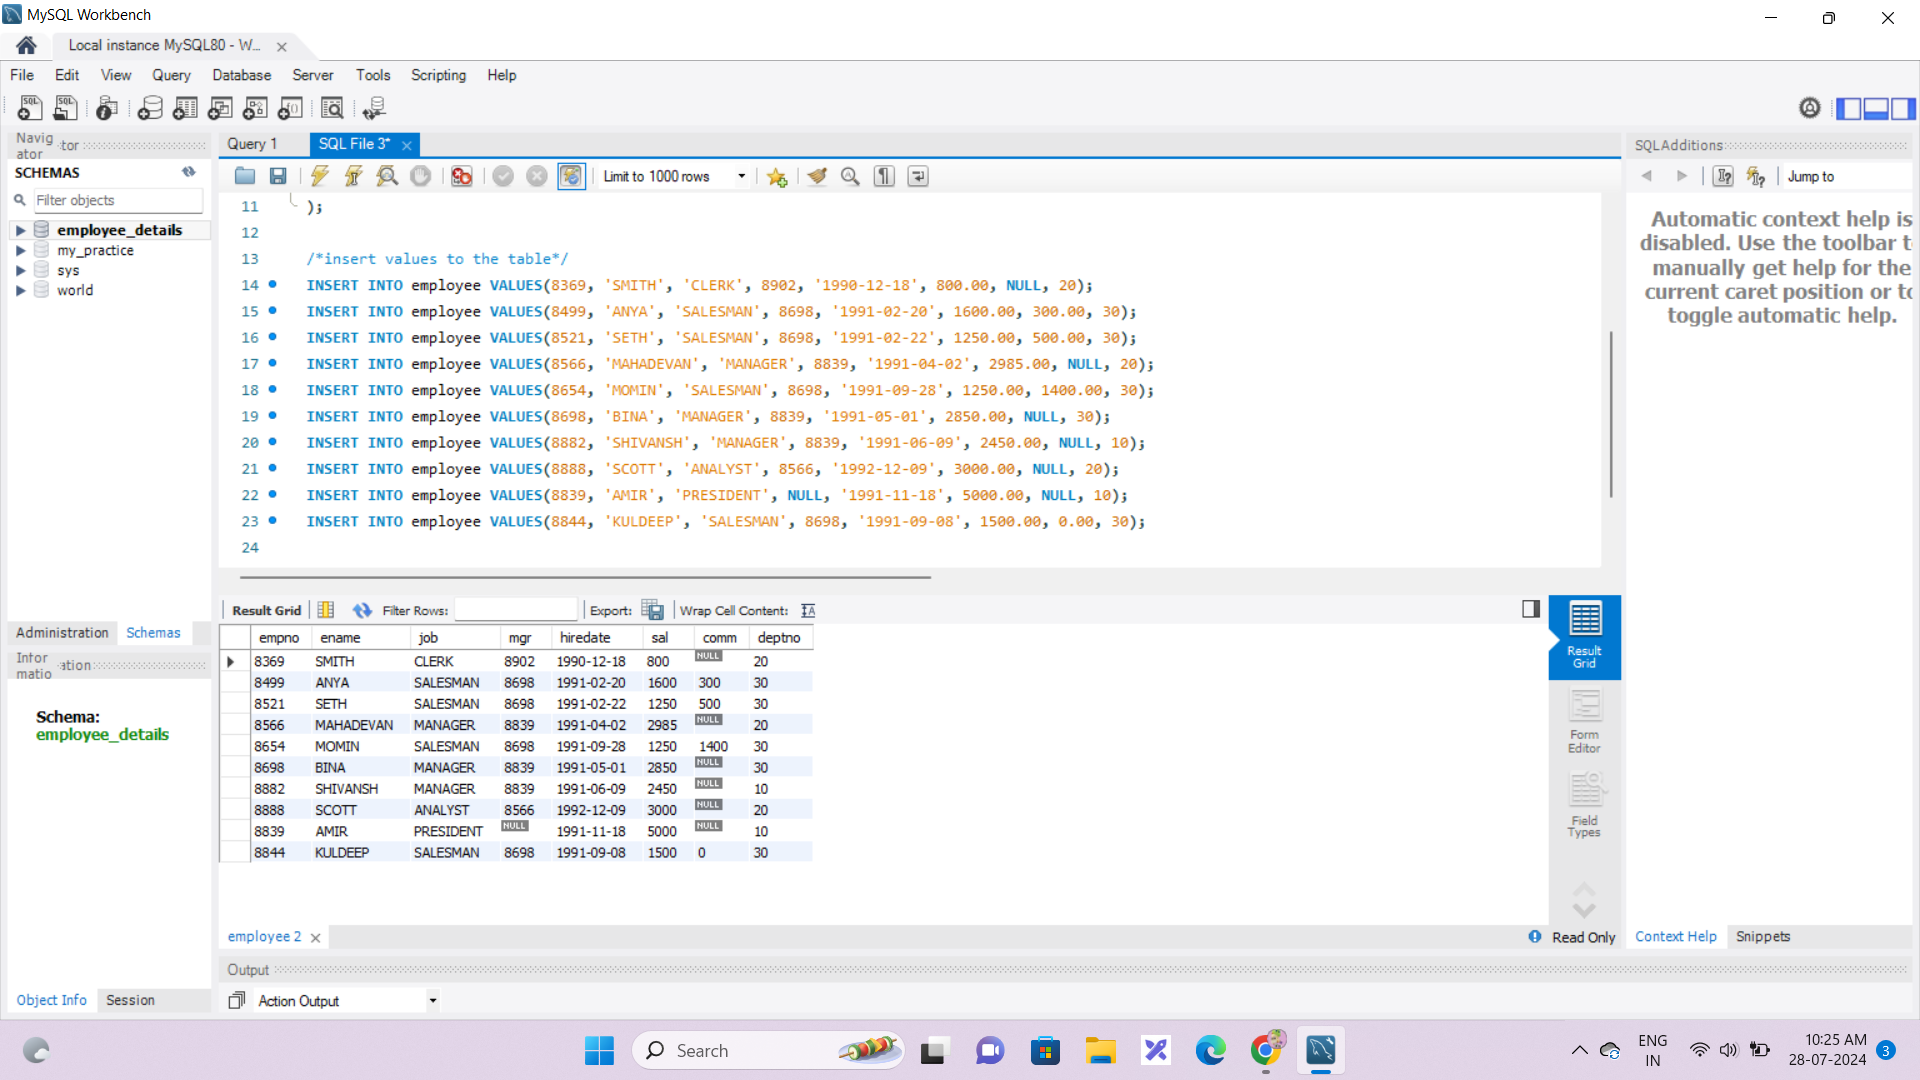 MySQL Workbench
Local instance MySQL80 - W...
File Edit View Query Database Server Tools Scripting Help
Navig
ator
tor
SCHEMAS
Filter objects
employee_details
my_practice
sys
world
Administration Schemas
Infor
matio
ation
Schema:
employee_details
Object Info Session
Query 1 SQL File 3*
Limit to 1000 rows
11 );
12
13 /*insert values to the table*/
14 INSERT INTO employee VALUES(8369, 'SMITH', 'CLERK', 8902, '1990-12-18', 800.00, NULL, 20);
15 INSERT INTO employee VALUES(8499, 'ANYA', 'SALESMAN', 8698, '1991-02-20', 1600.00, 300.00, 30);
16 INSERT INTO employee VALUES(8521, 'SETH', 'SALESMAN', 8698, '1991-02-22', 1250.00, 500.00, 30);
17 INSERT INTO employee VALUES(8566, 'MAHADEVAN', 'MANAGER', 8839, '1991-04-02', 2985.00, NULL, 20);
18 INSERT INTO employee VALUES(8654, 'MOMIN', 'SALESMAN', 8698, '1991-09-28', 1250.00, 1400.00, 30);
19 INSERT INTO employee VALUES(8698, 'BINA', 'MANAGER', 8839, '1991-05-01', 2850.00, NULL, 30);
20 INSERT INTO employee VALUES(8882, 'SHIVANSH', 'MANAGER', 8839, '1991-06-09', 2450.00, NULL, 10);
21 INSERT INTO employee VALUES(8888, 'SCOTT', 'ANALYST', 8566, '1992-12-09', 3000.00, NULL, 20);
22 INSERT INTO employee VALUES(8839, 'AMIR', 'PRESIDENT', NULL, '1991-11-18', 5000.00, NULL, 10);
23 INSERT INTO employee VALUES(8844, 'KULDEEP', 'SALESMAN', 8698, '1991-09-08', 1500.00, 0.00, 30);
24
Result Grid Filter Rows: Export: Wrap Cell Content:
empno ename job mgr hiredate sal comm deptno
8369 SMITH CLERK 8902 1990-12-18 800 NULL 20
8499 ANYA SALESMAN 8698 1991-02-20 1600 300 30
8521 SETH SALESMAN 8698 1991-02-22 1250 500 30
8566 MAHADEVAN MANAGER 8839 1991-04-02 2985 NULL 20
8654 MOMIN SALESMAN 8698 1991-09-28 1250 1400 30
8698 BINA MANAGER 8839 1991-05-01 2850 NULL 30
8882 SHIVANSH MANAGER 8839 1991-06-09 2450 NULL 10
8888 SCOTT ANALYST 8566 1992-12-09 3000 NULL 20
8839 AMIR PRESIDENT NULL 1991-11-18 5000 NULL 10
8844 KULDEEP SALESMAN 8698 1991-09-08 1500 0 30
Result
Grid
Form
Editor
Field
Types
employee 2 Read Only
Output
Action Output
SQLAdditions
Jump to
Automatic context help is
disabled. Use the toolbar t
manually get help for the
current caret position or to
toggle automatic help.
Context Help Snippets
Search
ENG
IN
10:25 AM
28-07-2024
3